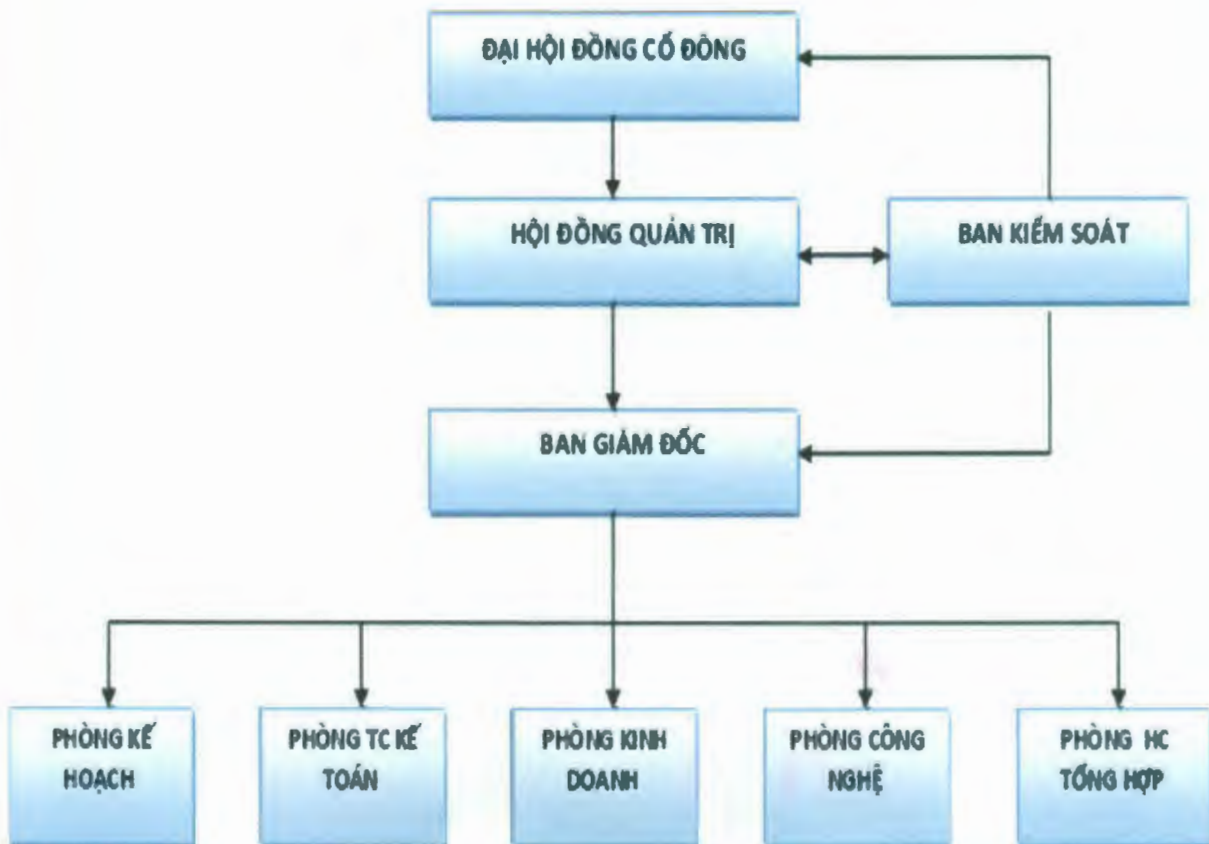 ĐẠI HỘI ĐỒNG CỔ ĐÔNG
HỘI ĐỒNG QUẢN TRỊ
BAN KIỂM SOÁT
BAN GIÁM ĐỐC
PHÒNG KẾ
HOẠCH
PHÒNG TC KẾ
TOÁN
PHÒNG KINH
DOANH
PHÒNG CÔNG
NGHỆ
PHÒNG HC
TỔNG HỢP